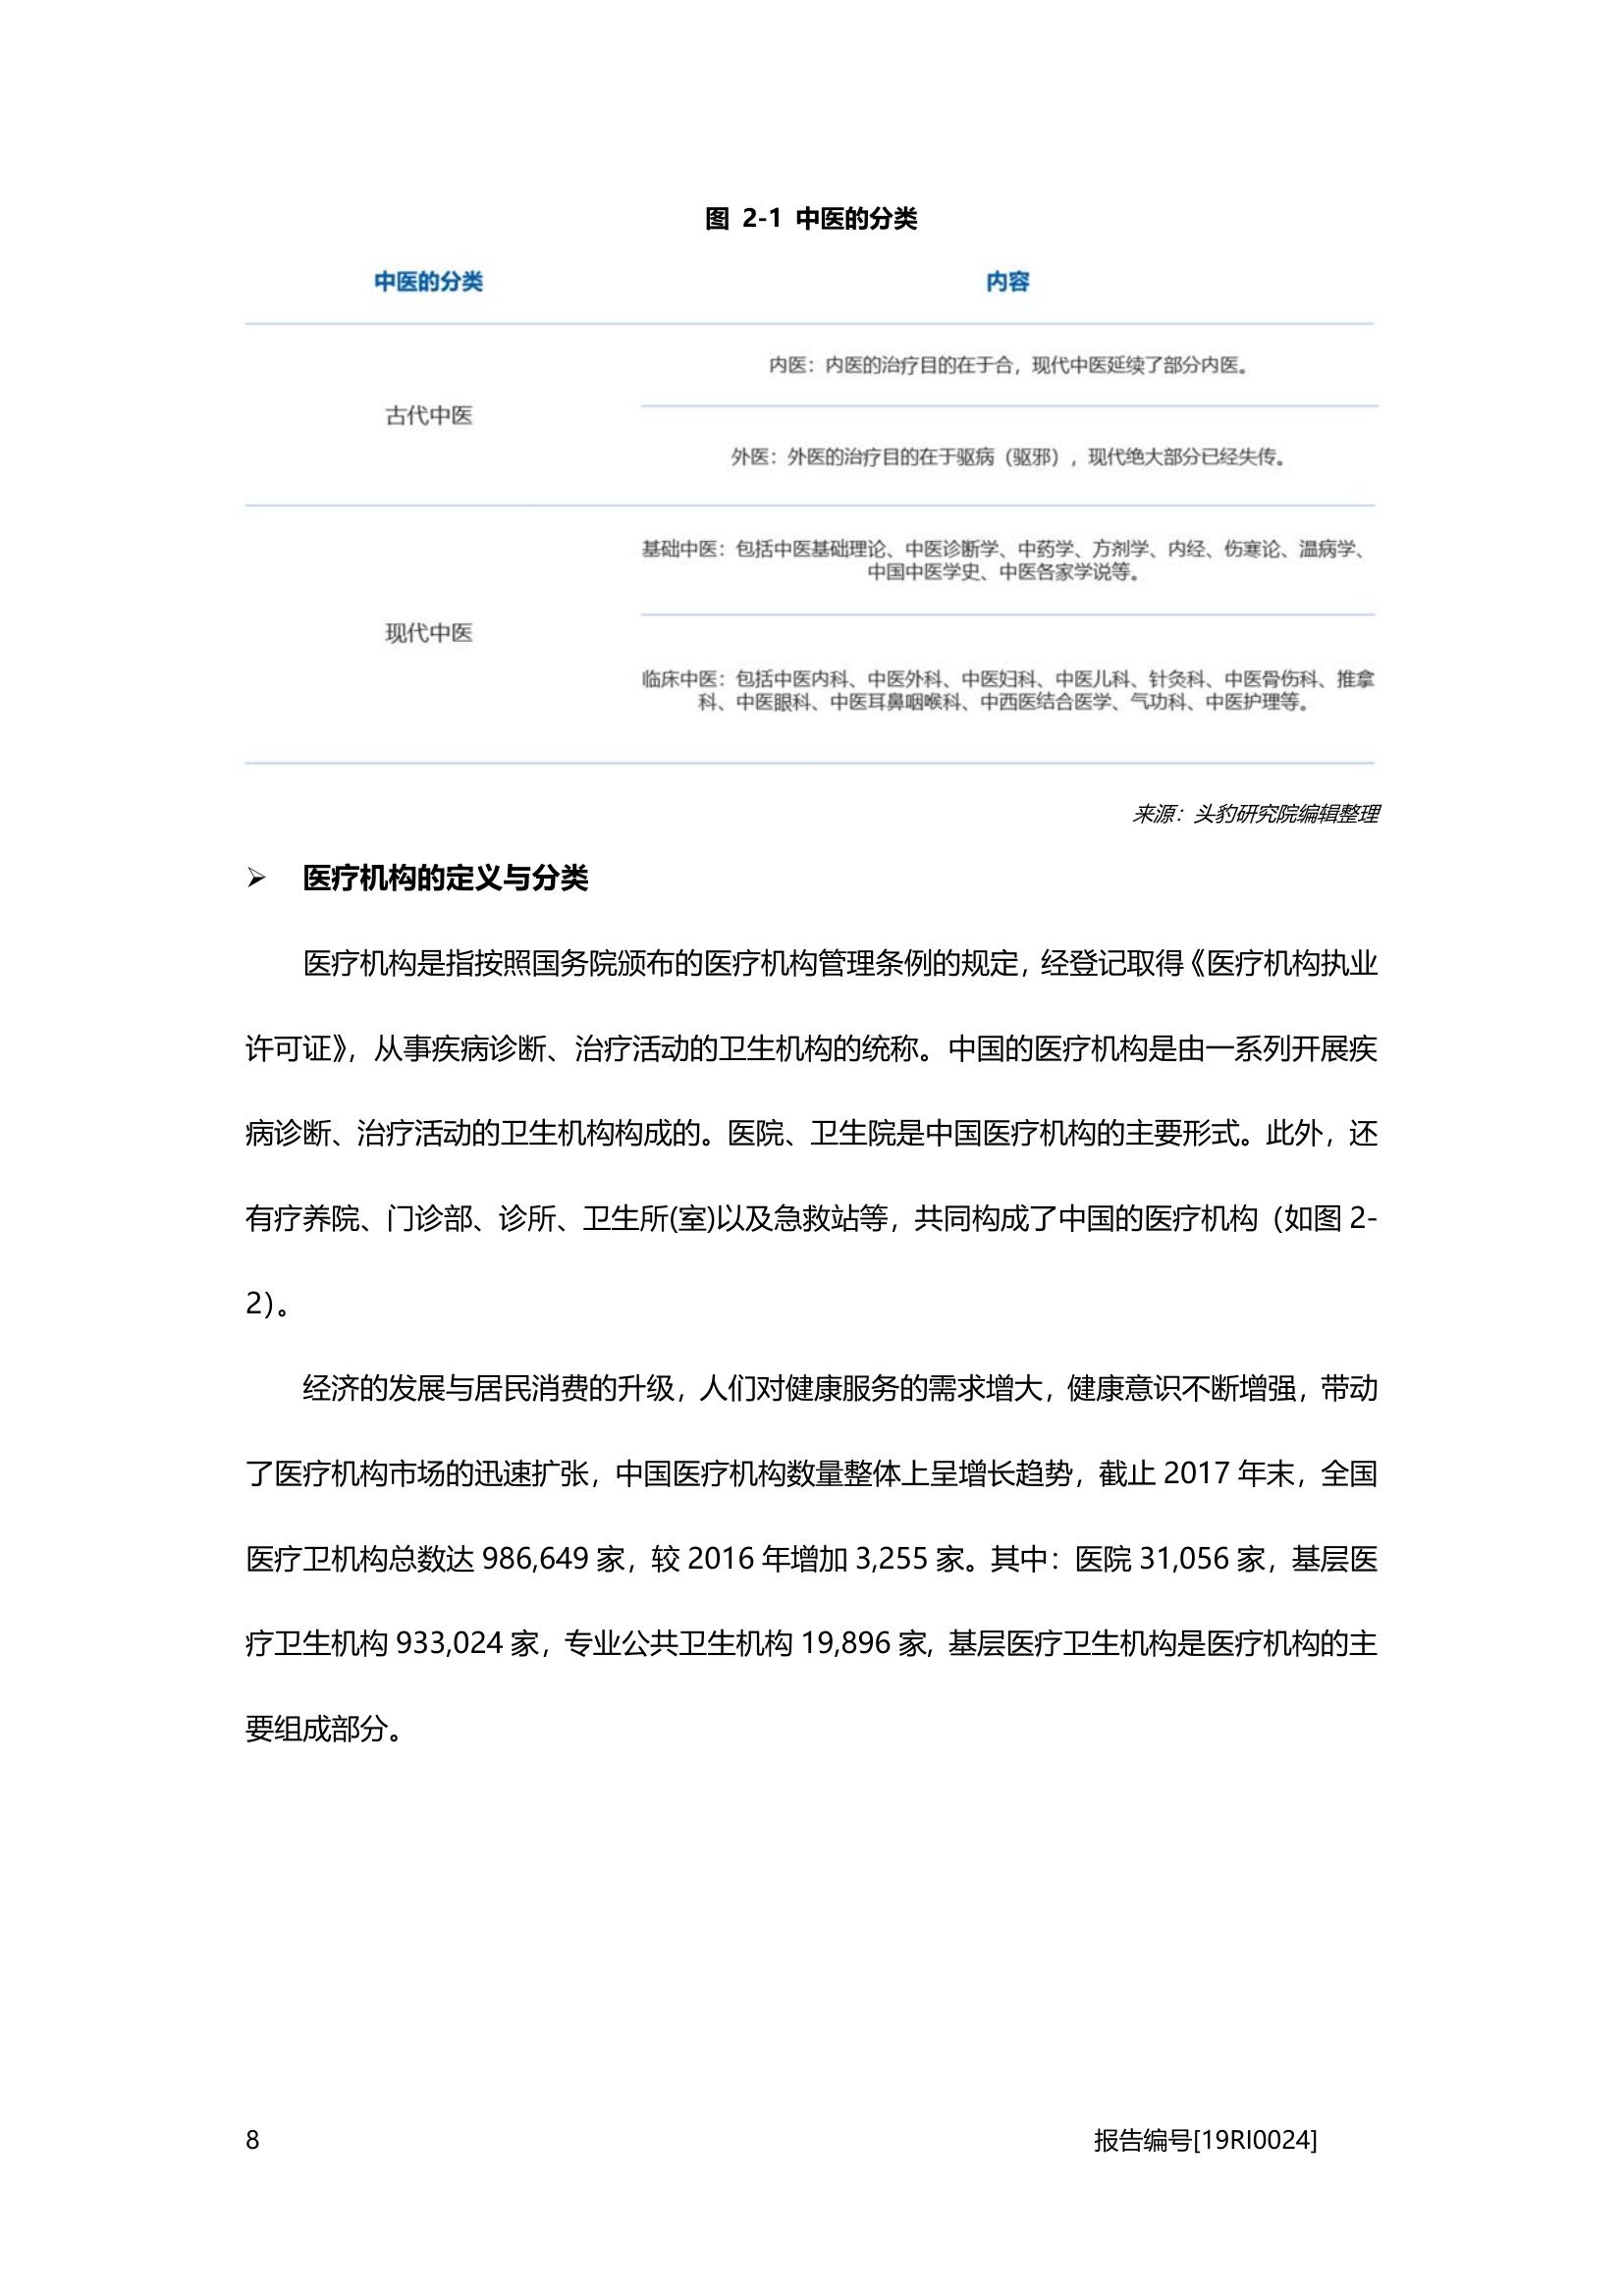 图 2-1 中医的分类
中医的分类 内容
内医：内医的治疗目的在于合，现代中医延续了部分内医。
古代中医
外医：外医的治疗目的在于驱病（驱邪），现代绝大部分已经失传。
基础中医：包括中医基础理论、中医诊断学、中药学、方剂学、内经、伤寒论、温病学、
中国中医学史、中医各家学说等。
现代中医
临床中医：包括中医内科、中医外科、中医妇科、中医儿科、针灸科、中医骨伤科、推拿
科、中医眼科、中医耳鼻咽喉科、中西医结合医学、气功科、中医护理等。
来源：头豹研究院编辑整理
➢ 医疗机构的定义与分类
医疗机构是指按照国务院颁布的医疗机构管理条例的规定，经登记取得《医疗机构执业
许可证》，从事疾病诊断、治疗活动的卫生机构的统称。中国的医疗机构是由一系列开展疾
病诊断、治疗活动的卫生机构构成的。医院、卫生院是中国医疗机构的主要形式。此外，还
有疗养院、门诊部、诊所、卫生所(室)以及急救站等，共同构成了中国的医疗机构（如图 2-
2）。
经济的发展与居民消费的升级，人们对健康服务的需求增大，健康意识不断增强，带动
了医疗机构市场的迅速扩张，中国医疗机构数量整体上呈增长趋势，截止 2017 年末，全国
医疗卫机构总数达 986,649 家，较 2016 年增加 3,255 家。其中：医院 31,056 家，基层医
疗卫生机构 933,024 家，专业公共卫生机构 19,896 家，基层医疗卫生机构是医疗机构的主
要组成部分。
8 报告编号[19RI0024]